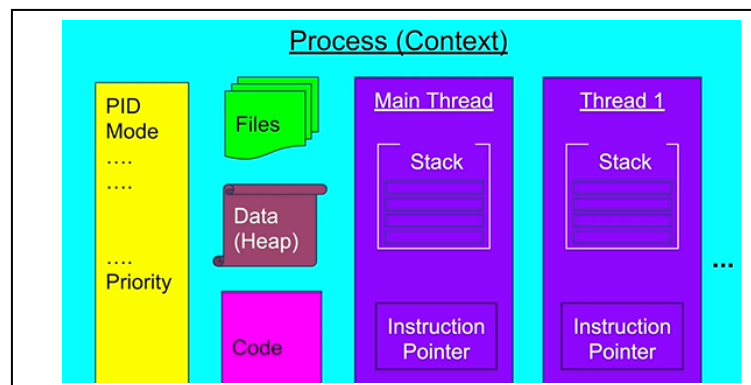 Process (Context)
PID
Mode
....
....
....
Priority
Files
Data
(Heap)
Code
Main Thread
Stack
Instruction
Pointer
Thread 1
Stack
Instruction
Pointer
...